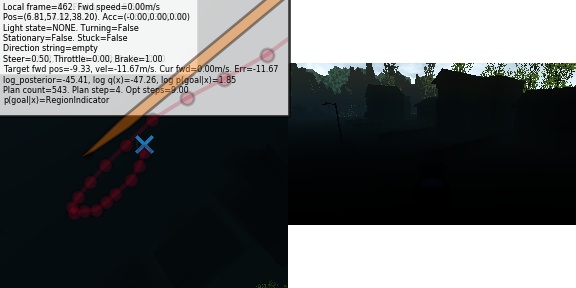 Local frame=462. Fwd speed=0.00m/s
Pos=(6.81,57.12,38.20). Acc=(-0.00,0.00,0.00)
Light state=NONE. Turning=False
Stationary=False. Stuck=False
Direction string=empty
Steer=0.50, Throttle=0.00, Brake=1.00
Target fwd pos=-9.33, vel=-11.67m/s. Cur fwd=0.00m/s. Err=-11.67
log_posterior=-45.41, log q(x)=-47.26, log p(goal|x)=1.85
Plan count=543. Plan step=4. Opt steps=9.00
p(goal|x)=RegionIndicator